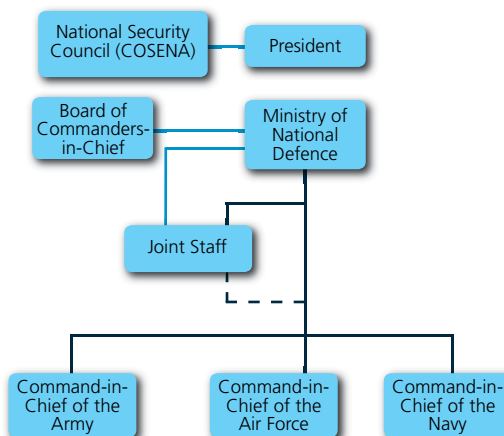 National Security
Council (COSENA)
President
Board of
Commanders-
in-Chief
Ministry of
National
Defence
Joint Staff
Command-in-
Chief of the
Army
Command-in-
Chief of the
Air Force
Command-in-
Chief of the
Navy